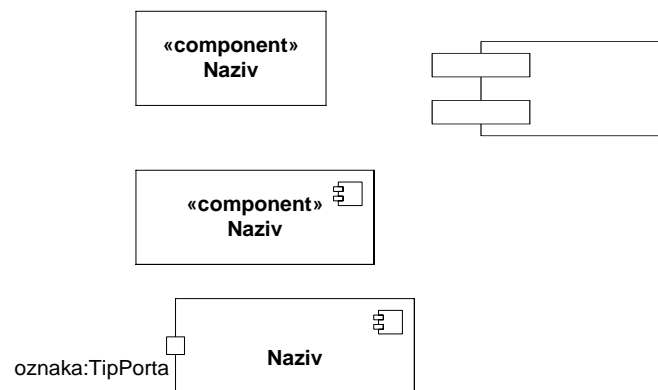 «component»
Naziv
«component»
Naziv
oznaka:TipPorta
Naziv